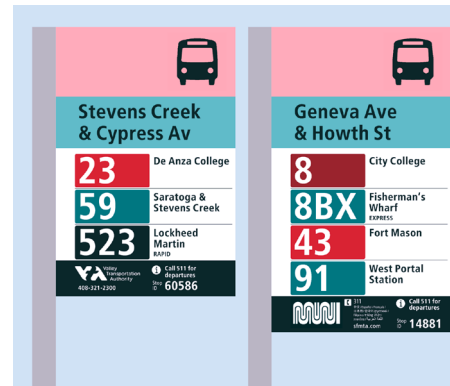 Stevens Creek
& Cypress Av
23
De Anza College
59
Saratoga &
Stevens Creek
523
Lockheed
Martin
RAPID
VTA
Valley
Transportation
Authority
408-321-2300
i
Call 511 for
departures
Stop
ID
60586
Geneva Ave
& Howth St
8
City College
8BX
Fisherman's
Wharf
EXPRESS
43
Fort Mason
91
West Portal
Station
MUNI
311
sfmta.com
i
Call 511 for
departures
Stop
ID
14881